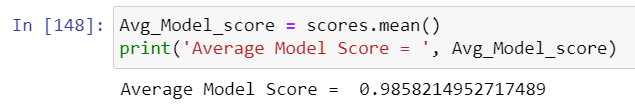 In [148]: Avg_Model_score = scores.mean()
print('Average Model Score = ', Avg_Model_score)
Average Model Score =  0.9858214952717489